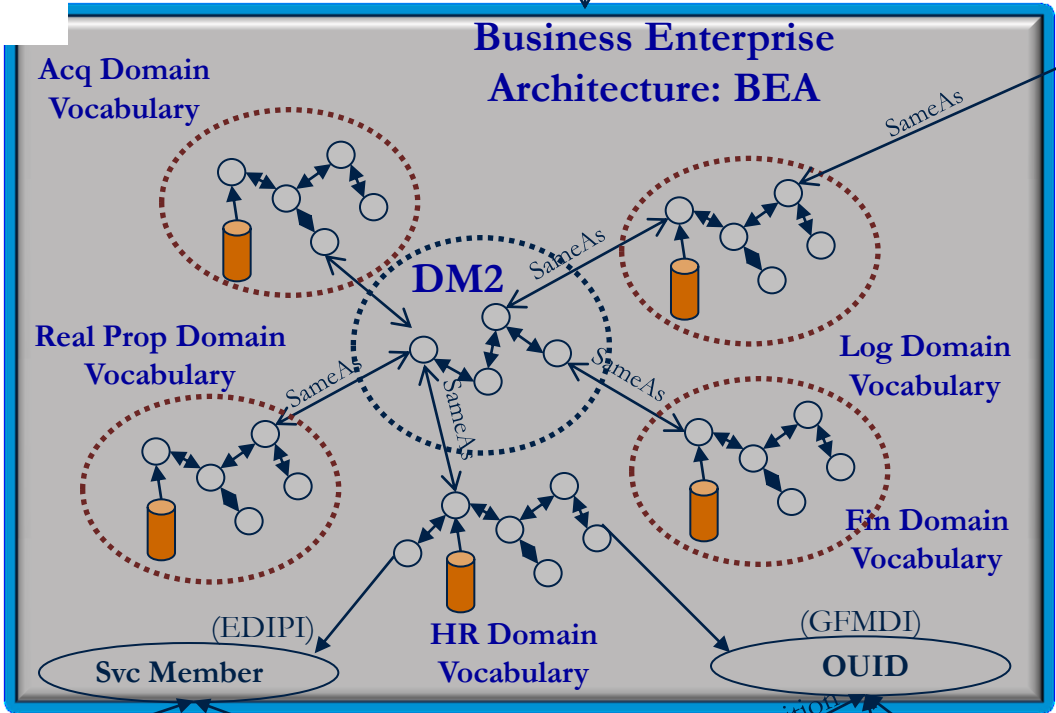 Business Enterprise
Architecture: BEA
Acq Domain
Vocabulary
SameAs
SameAs
DM2
Real Prop Domain
Vocabulary
Log Domain
Vocabulary
SameAs
SameAs
SameAs
Fin Domain
Vocabulary
(EDIPI)
HR Domain
Vocabulary
(GFMDI)
Svc Member
OUID